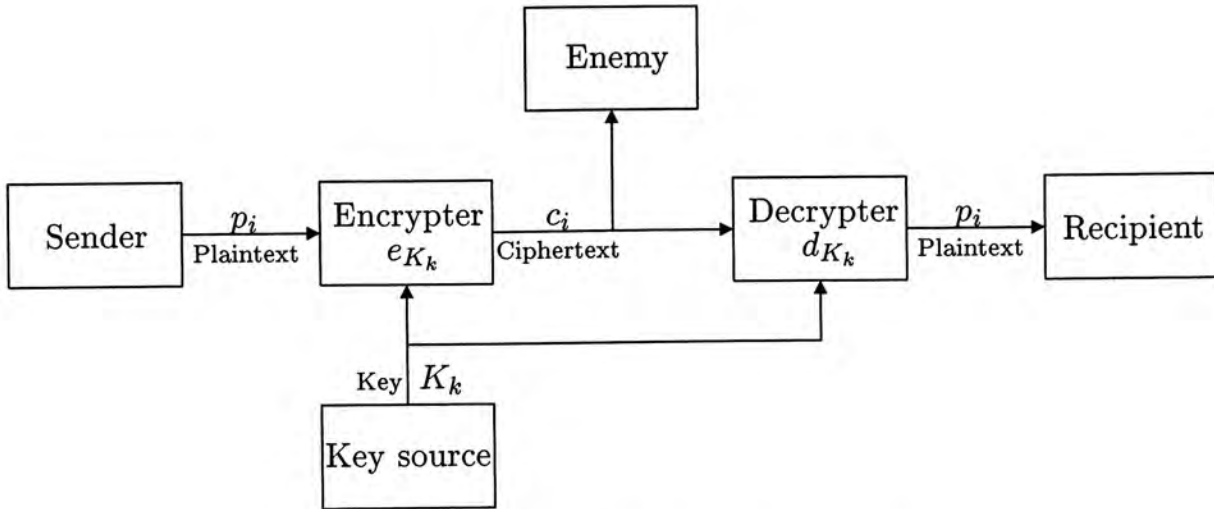 Enemy
Sender
p_i
Plaintext
Encrypter
e_{K_k}
c_i
Ciphertext
Decrypter
d_{K_k}
p_i
Plaintext
Recipient
Key K_k
Key source